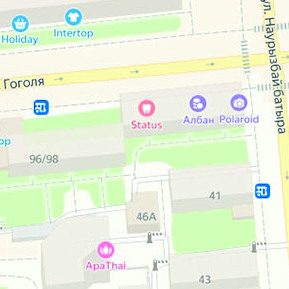 Holiday
Intertop
ул. Наурызбай батыра
Гоголя
Status
Албан
Polaroid
96/98
41
46А
ApaThai
43